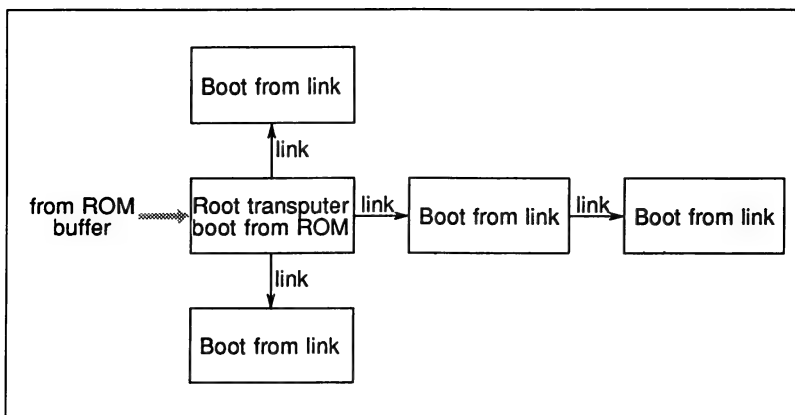 Boot from link
link
from ROM
buffer
Root transputer
boot from ROM
link
Boot from link
link
Boot from link
link
Boot from link